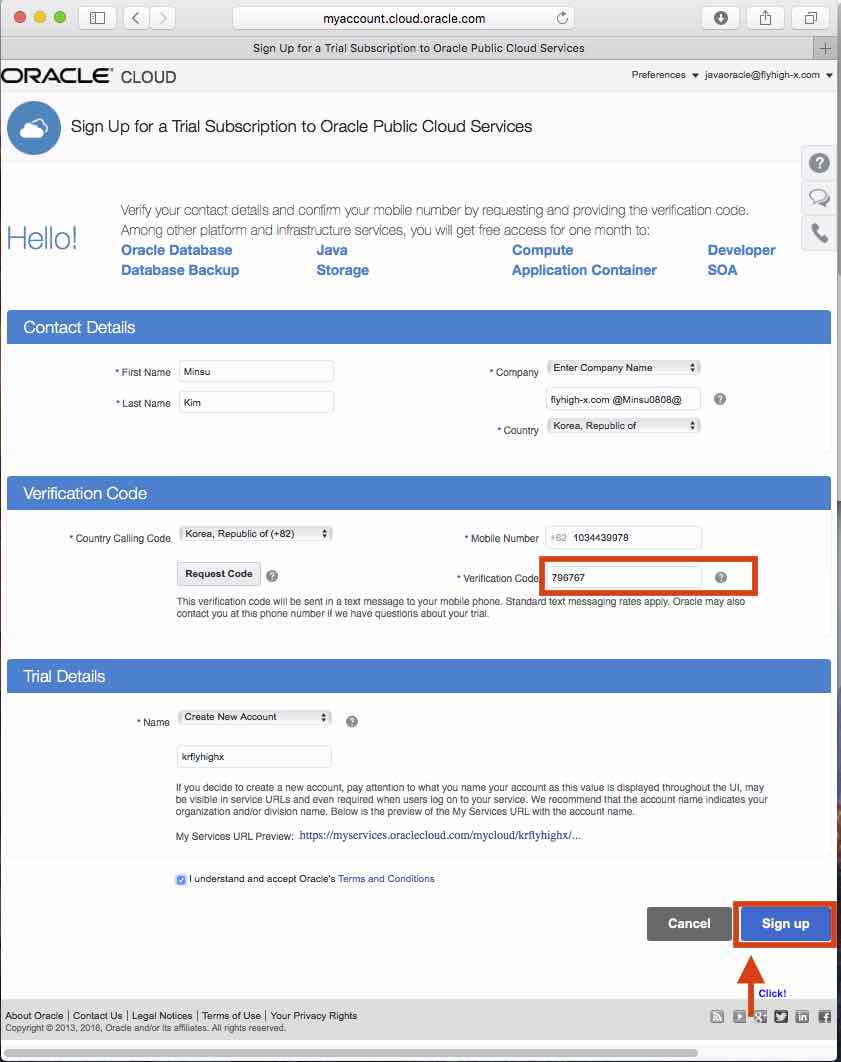 myaccount.cloud.oracle.com
Sign Up for a Trial Subscription to Oracle Public Cloud Services
ORACLE CLOUD
Preferences javaoracle@flyhigh-x.com
Sign Up for a Trial Subscription to Oracle Public Cloud Services
Hello!
Verify your contact details and confirm your mobile number by requesting and providing the verification code.
Among other platform and infrastructure services, you will get free access for one month to:
Oracle Database Java Compute Developer
Database Backup Storage Application Container SOA
Contact Details
* First Name Minsu * Company Enter Company Name
* Last Name Kim flyhigh-x.com @Minsu0808@ ?
* Country Korea, Republic of
Verification Code
* Country Calling Code Korea, Republic of (+82) * Mobile Number +82 1034439978
Request Code ? * Verification Code 796767 ?
This verification code will be sent in a text message to your mobile phone. Standard text messaging rates apply. Oracle may also
contact you at this phone number if we have questions about your trial.
Trial Details
* Name Create New Account ?
krflyhighx
If you decide to create a new account, pay attention to what you name your account as this value is displayed throughout the UI, may
be visible in service URLs and even required when users log on to your service. We recommend that the account name indicates your
organization and/or division name. Below is the preview of the My Services URL with the account name.
My Services URL Preview: https://myservices.oraclecloud.com/mycloud/krflyhighx/...
I understand and accept Oracle's Terms and Conditions
Cancel Sign up
Click!
About Oracle | Contact Us | Legal Notices | Terms of Use | Your Privacy Rights
Copyright © 2013, 2016, Oracle and/or its affiliates. All rights reserved.